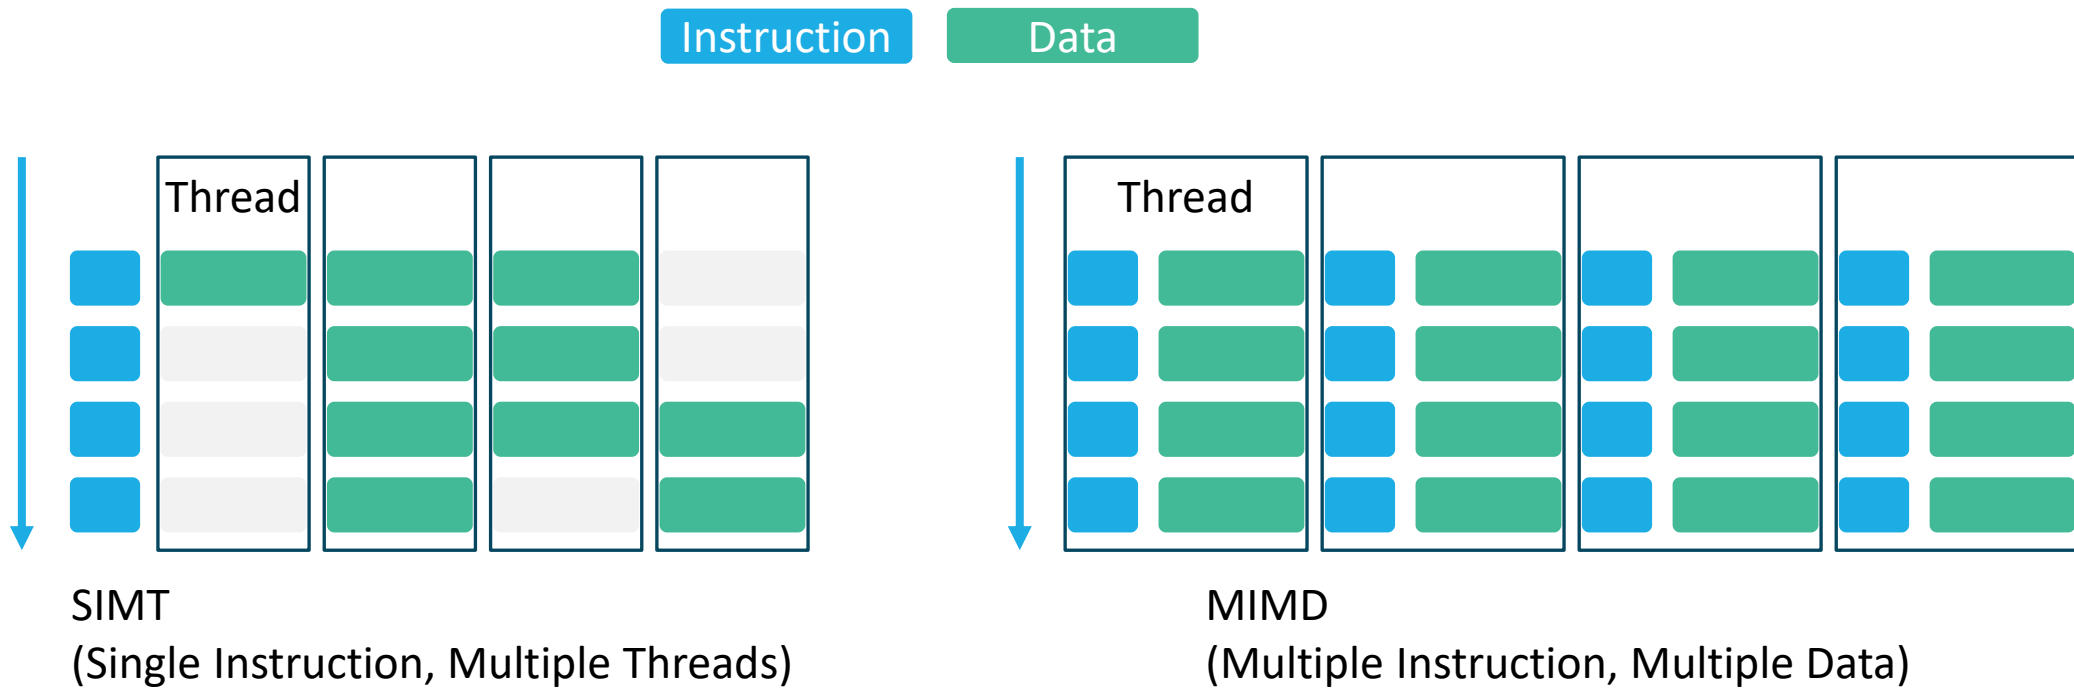 Instruction
Data
Thread
Thread
SIMT
(Single Instruction, Multiple Threads)
MIMD
(Multiple Instruction, Multiple Data)